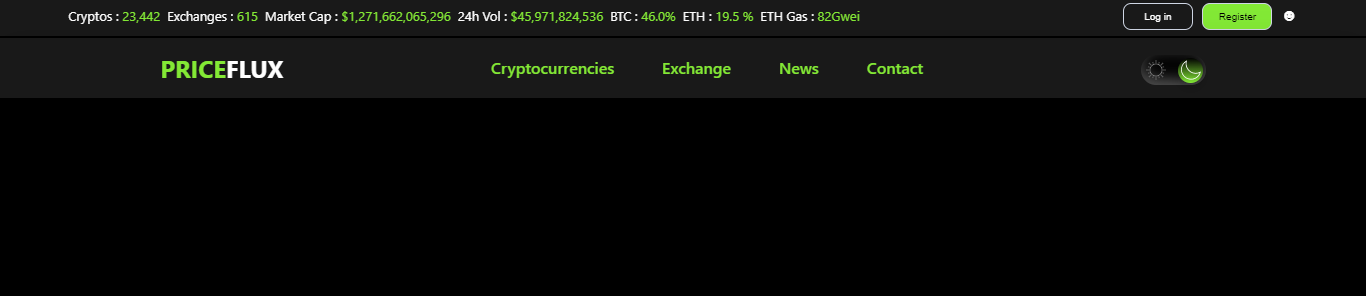 Cryptos : 23,442 Exchanges : 615 Market Cap : $1,271,662,065,296 24h Vol : $45,971,824,536 BTC : 46.0% ETH : 19.5 % ETH Gas : 82Gwei Log in Register
PRICEFLUX Cryptocurrencies Exchange News Contact